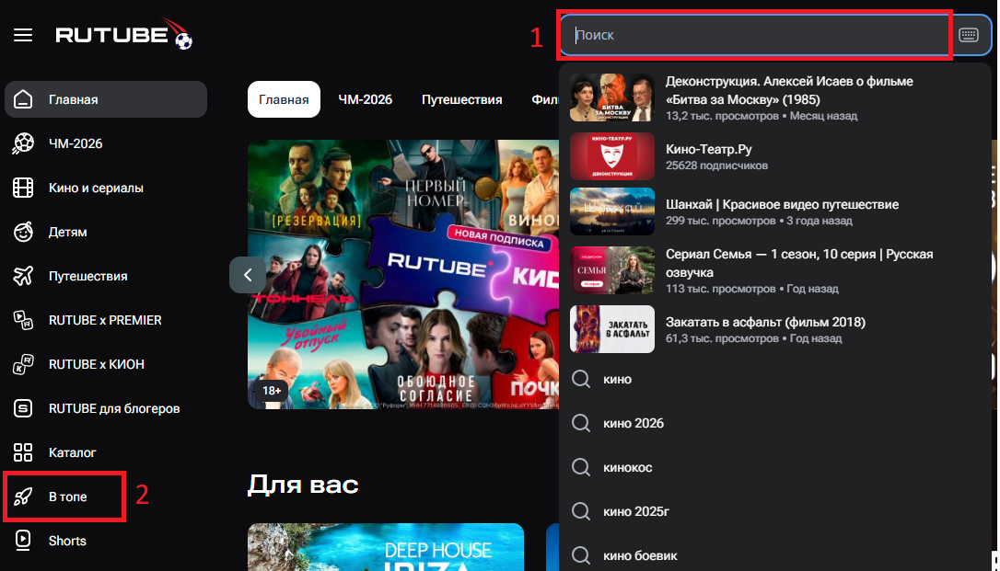 RUTUBE
1
Поиск
Главная
ЧМ-2026
Кино и сериалы
Детям
Путешествия
RUTUBE x PREMIER
RUTUBE x КИОН
RUTUBE для блогеров
Каталог
В топе
2
Shorts
Главная
ЧМ-2026
Путешествия
[РЕЗЕРВАЦИЯ]
ПЕРВЫЙ
НОМЕР
НОВАЯ ПОДПИСКА
RUTUBE
ТОННЕЛЬ
Убойный
отпуск
ОБОЮДНОЕ
СОГЛАСИЕ
18+
Для вас
DEEP HOUSE
IBIZA
БИТВА
ЗА МОСКВУ
ДЕКОНСТРУКЦИЯ
Деконструкция. Алексей Исаев о фильме
«Битва за Москву» (1985)
13,2 тыс. просмотров • Месяц назад
КИНО-ТЕАТР.РУ
ДЕКОНСТРУКЦИЯ
Кино-Театр.Ру
25628 подписчиков
Шанхай | Красивое видео путешествие
299 тыс. просмотров • 3 года назад
СЕМЬЯ
Сериал Семья — 1 сезон, 10 серия | Русская
озвучка
113 тыс. просмотров • Год назад
ЗАКАТАТЬ
В АСФАЛЬТ
Закатать в асфальт (фильм 2018)
61,3 тыс. просмотров • Год назад
кино
кино 2026
кинокос
кино 2025г
кино боевик